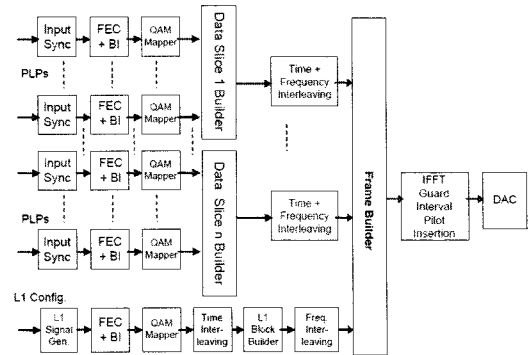 Input
Sync
FEC
+ BI
QAM
Mapper
PLPs
Input
Sync
FEC
+ BI
QAM
Mapper
Data Slice 1 Builder
Time +
Frequency
Interleaving
Input
Sync
FEC
+ BI
QAM
Mapper
PLPs
Input
Sync
FEC
+ BI
QAM
Mapper
Data Slice n Builder
Time +
Frequency
Interleaving
L1 Config.
L1
Signal
Gen.
FEC
+ BI
QAM
Mapper
Time
Inter-
leaving
L1
Block
Builder
Freq.
Inter-
leaving
Frame Builder
IFFT
Guard
Interval
Pilot
Insertion
DAC